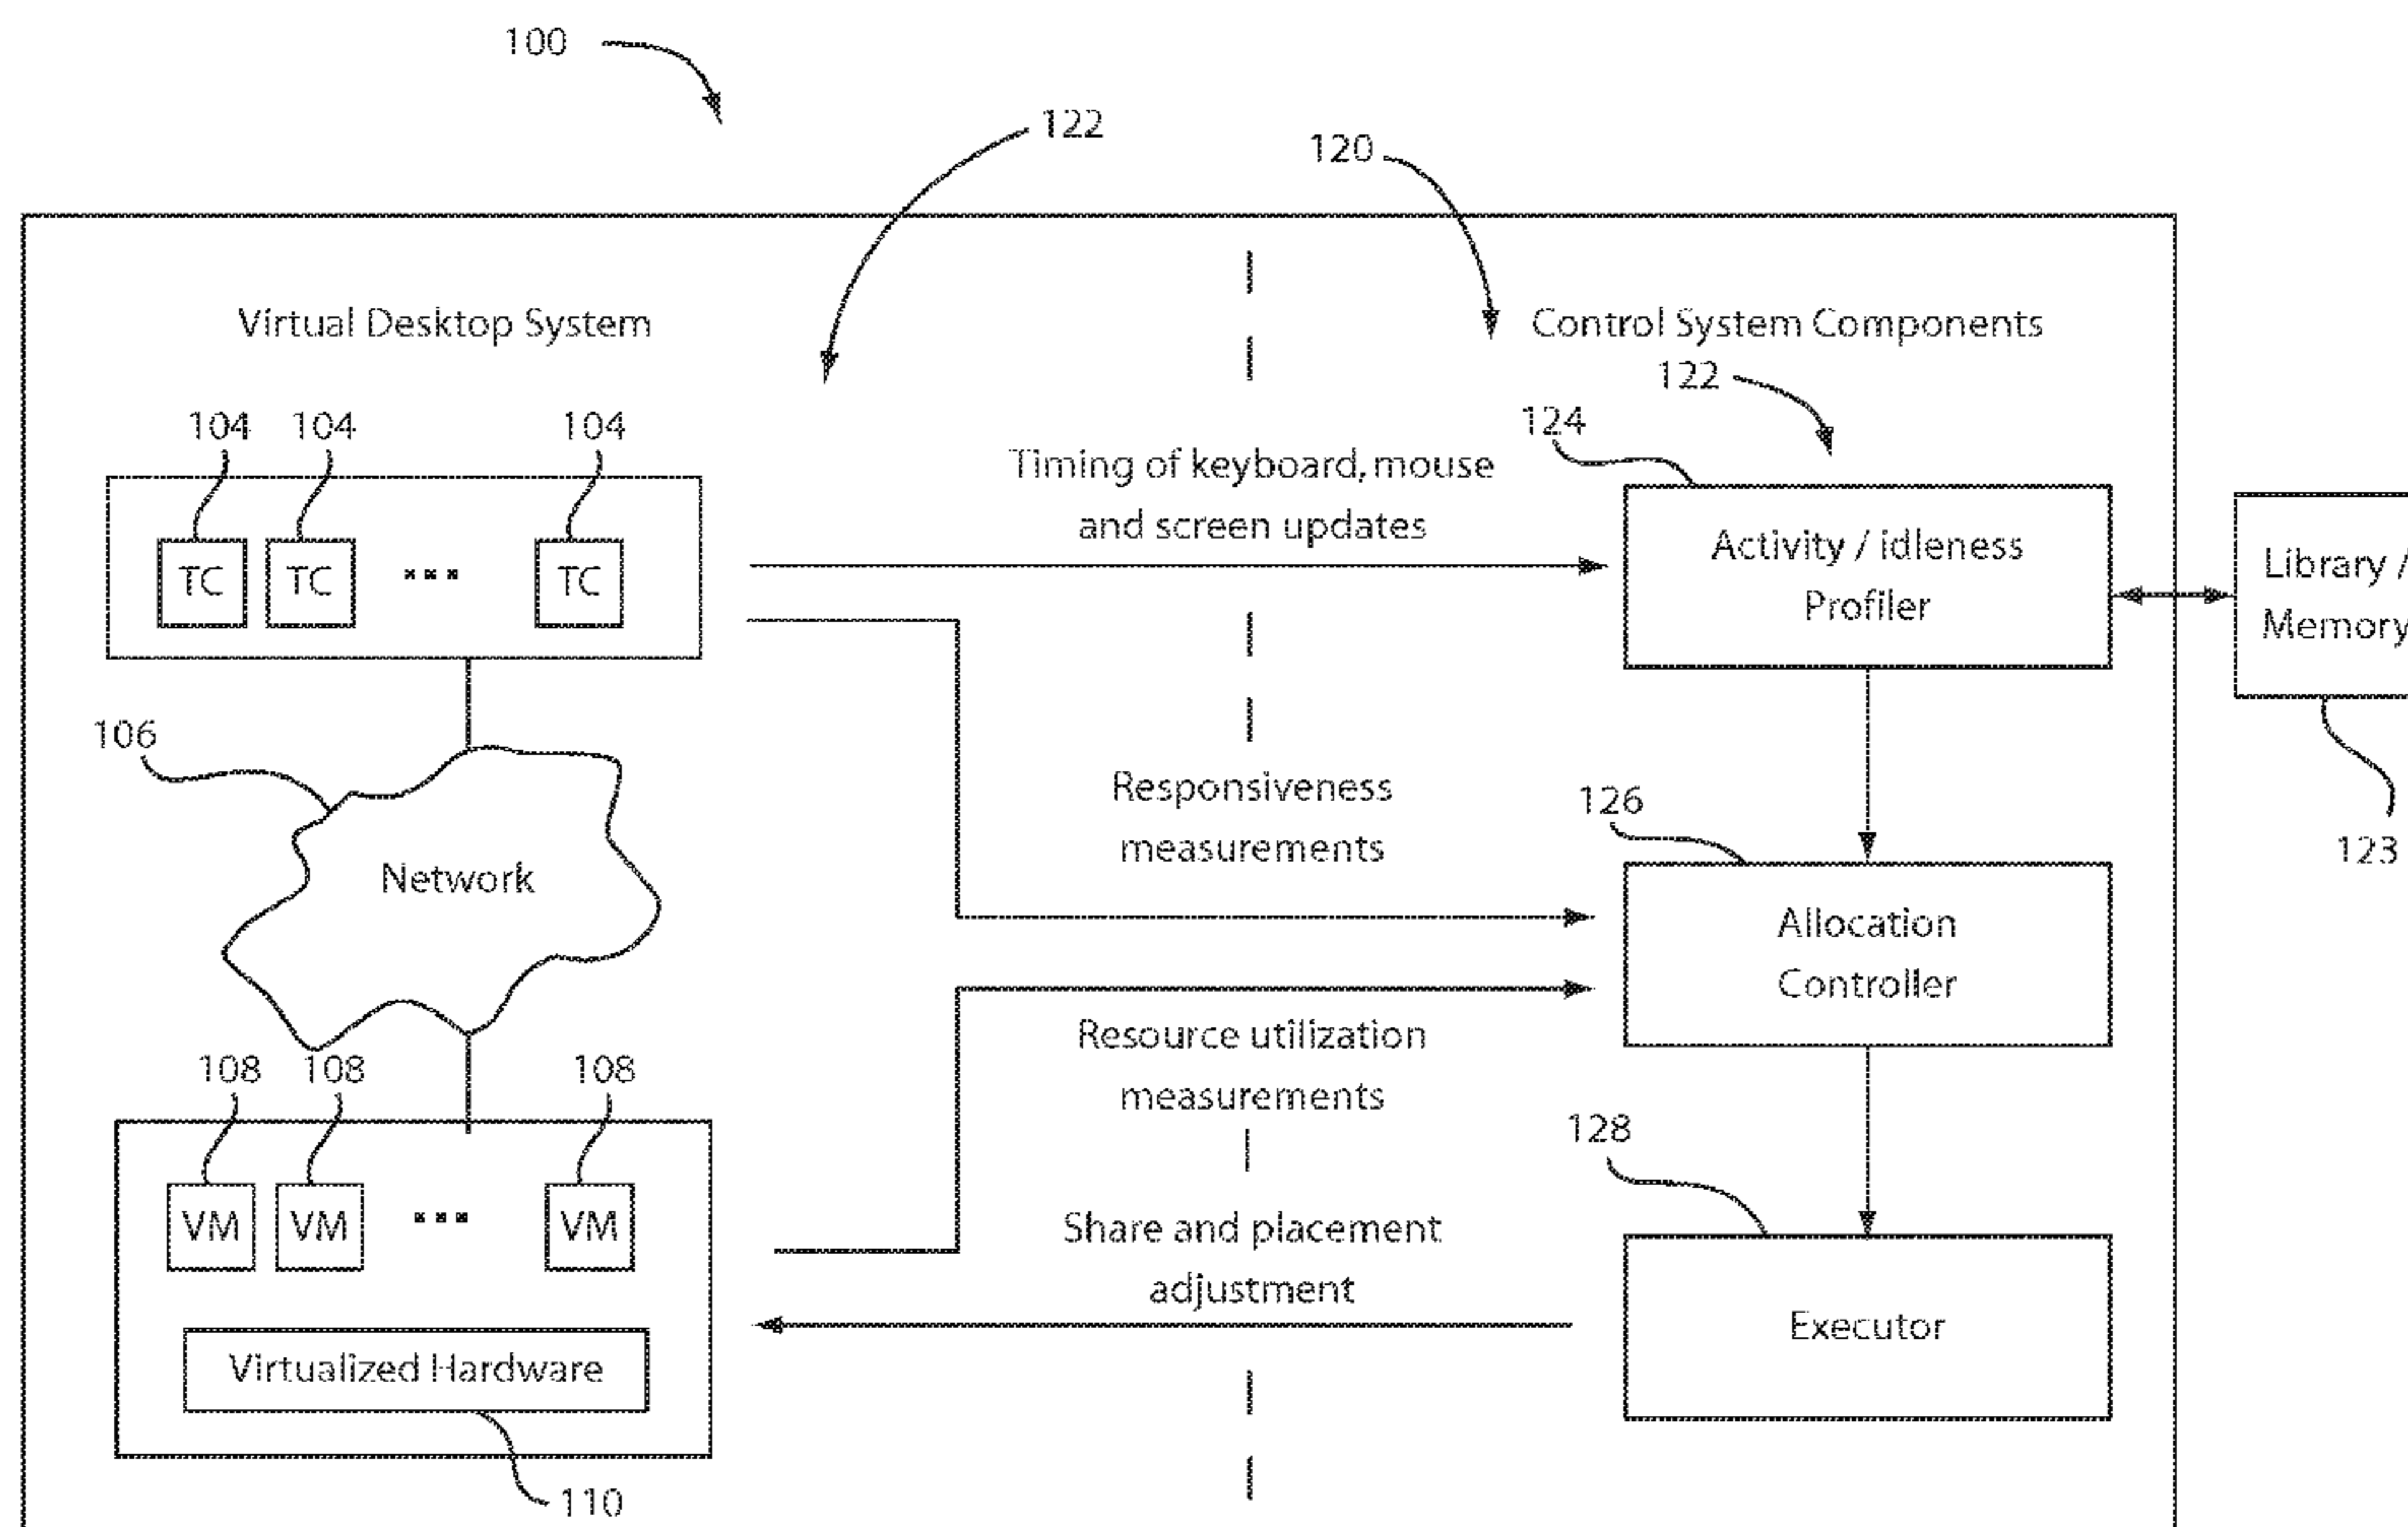 100
122
120
Virtual Desktop System
Control System Components
122
104
104
104
124
Timing of keyboard, mouse
and screen updates
TC
TC
...
TC
Activity / idleness
Profiler
Library /
Memory
123
106
Network
Responsiveness
measurements
126
Allocation
Controller
Resource utilization
measurements
108
108
108
128
VM
VM
...
VM
Share and placement
adjustment
Executor
Virtualized Hardware
110